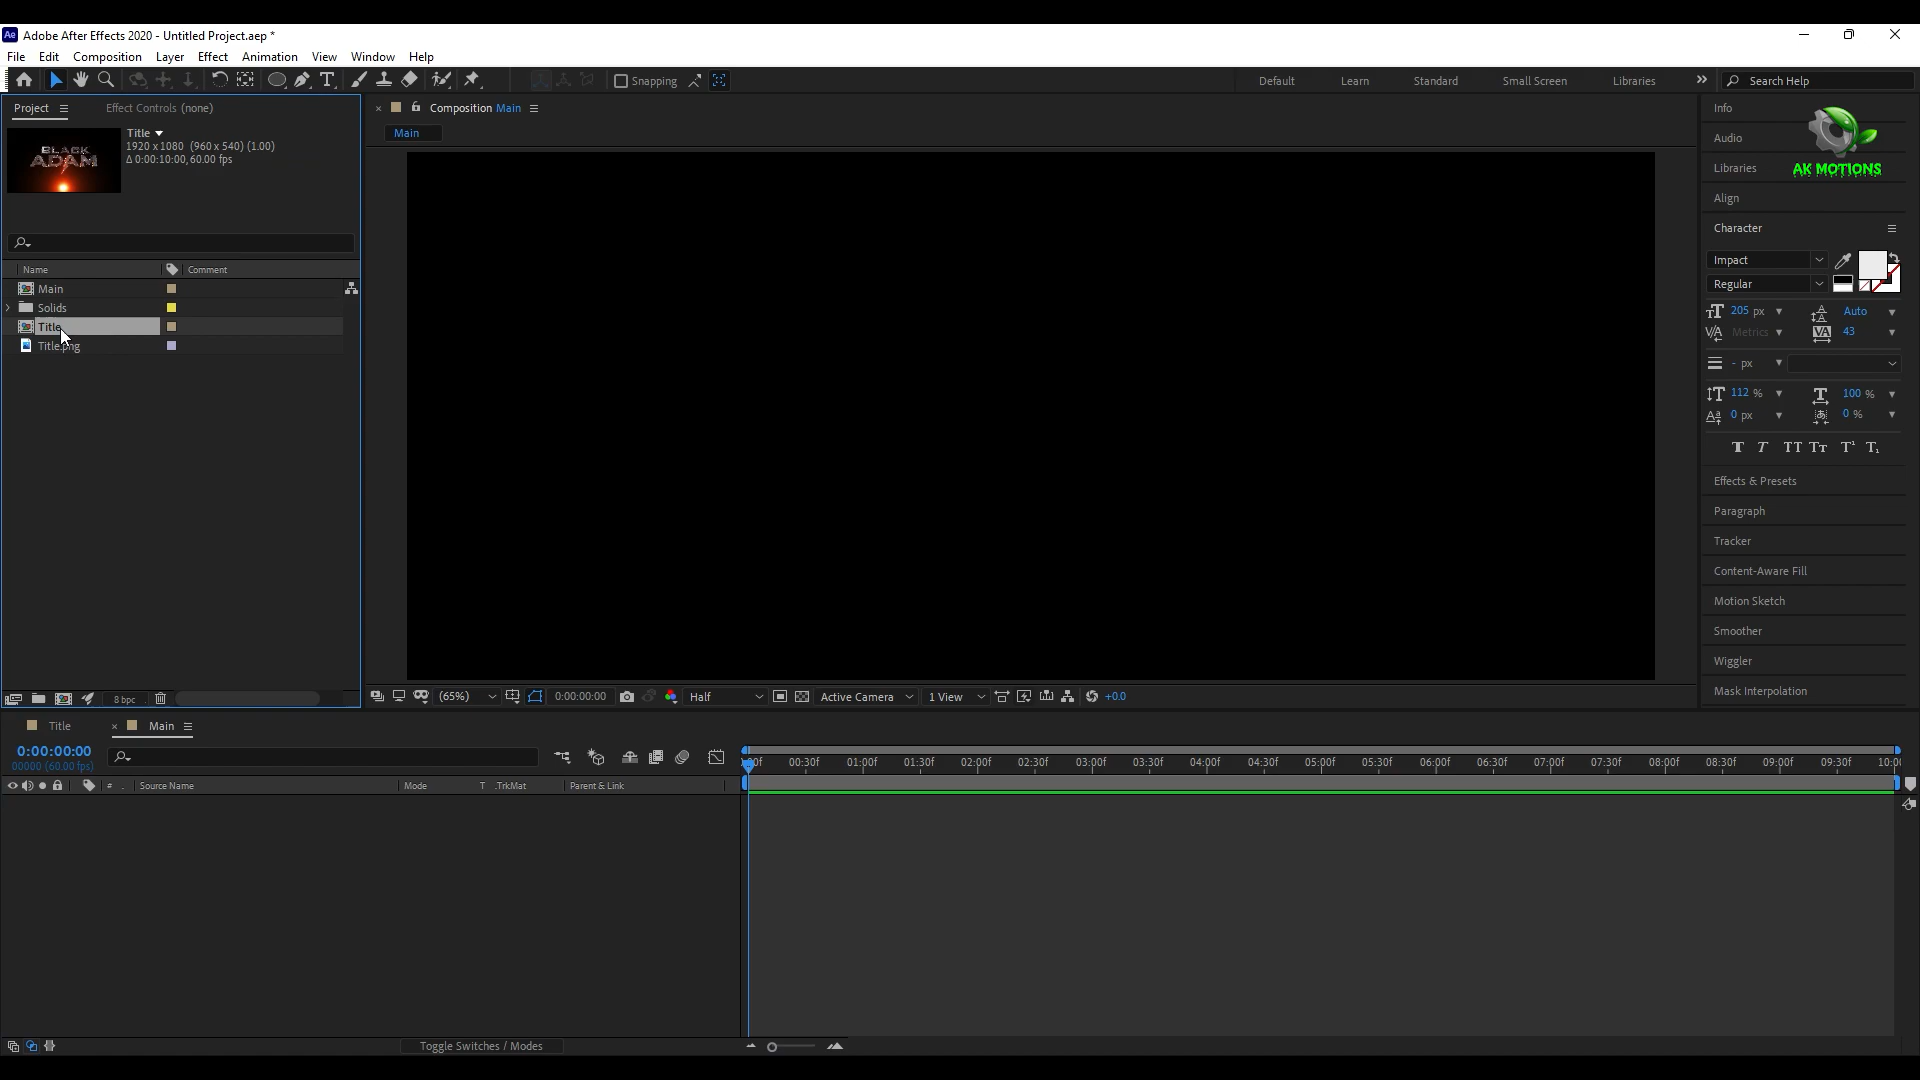 Ae Adobe After Effects 2020 - Untitled Project.aep *
File Edit Composition Layer Effect Animation View Window Help
Snapping Default Learn Standard Small Screen Libraries Search Help
Project Effect Controls (none)
Composition Main
Main
BLACK
ADAM
Title
1920 x 1080 (960 x 540) (1.00)
Δ 0:00:10:00, 60.00 fps
Name Comment
Main
Solids
Title
Title.png
8 bpc
(65%) 0:00:00:00 Half Active Camera 1 View +0.0
Info
Audio
Libraries
Align
AK MOTIONS
Character
Impact
Regular
205 px Auto
Metrics 43
- px
112 % 100 %
0 px 0 %
T T TT Tr T¹ T₁
Effects & Presets
Paragraph
Tracker
Content-Aware Fill
Motion Sketch
Smoother
Wiggler
Mask Interpolation
Title Main
0:00:00:00
00000 (60.00 fps)
# Source Name Mode T .TrkMat Parent & Link
00:30f 01:00f 01:30f 02:00f 02:30f 03:00f 03:30f 04:00f 04:30f 05:00f 05:30f 06:00f 06:30f 07:00f 07:30f 08:00f 08:30f 09:00f 09:30f 10:0
Toggle Switches / Modes